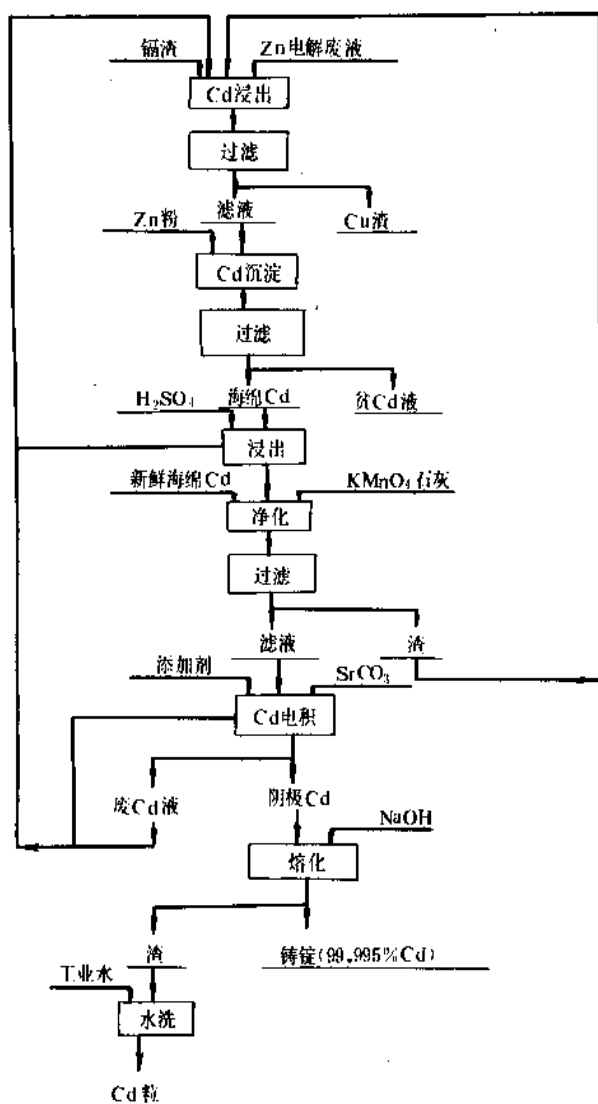 镉渣
Zn电解废液
Cd浸出
过滤
滤液
Cu渣
Zn粉
Cd沉淀
过滤
海绵Cd
贫Cd液
H₂SO₄
浸出
新鲜海绵Cd
KMnO₄石灰
净化
过滤
滤液
渣
添加剂
SrCO₃
Cd电积
废Cd液
阴极Cd
NaOH
熔化
渣
铸锭(99.995%Cd)
工业水
水洗
Cd粒